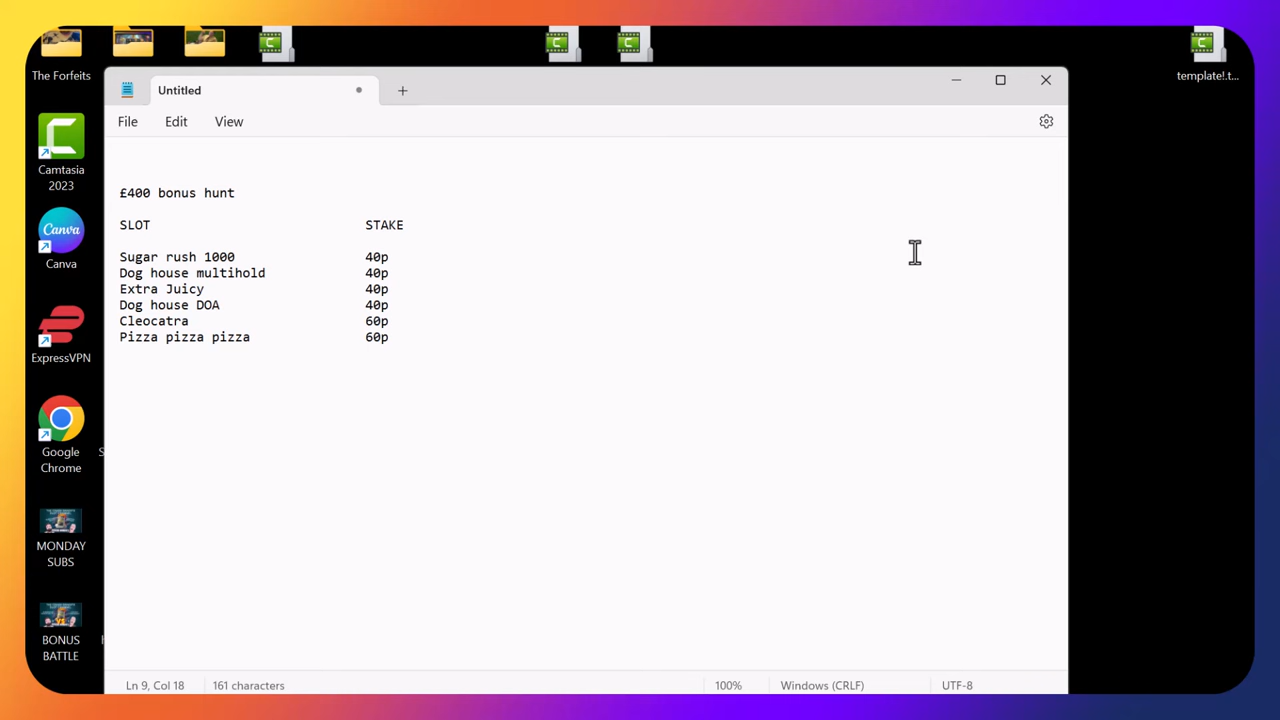 The Forfeits
template!.t...
Untitled
File Edit View
£400 bonus hunt
SLOT STAKE
Sugar rush 1000 40p
Dog house multihold 40p
Extra Juicy 40p
Dog house DOA 40p
Cleocatra 60p
Pizza pizza pizza 60p
Camtasia
2023
Canva
Canva
ExpressVPN
Google
Chrome
MONDAY
SUBS
BONUS
BATTLE
Ln 9, Col 18 161 characters 100% Windows (CRLF) UTF-8